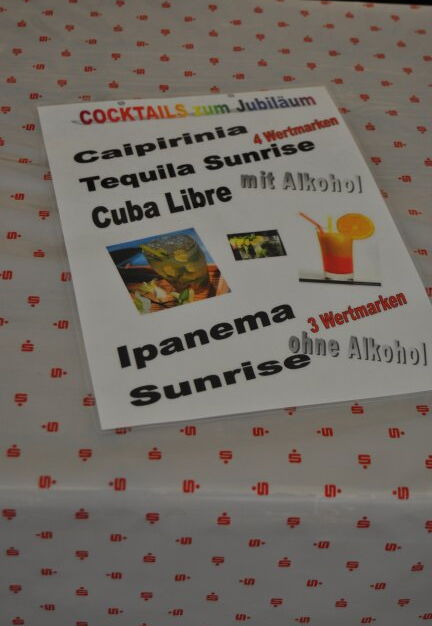 COCKTAILS zum Jubiläum
Caipirinia
4 Wertmarken
Tequila Sunrise
mit Alkohol
Cuba Libre
Ipanema
3 Wertmarken
ohne Alkohol
Sunrise